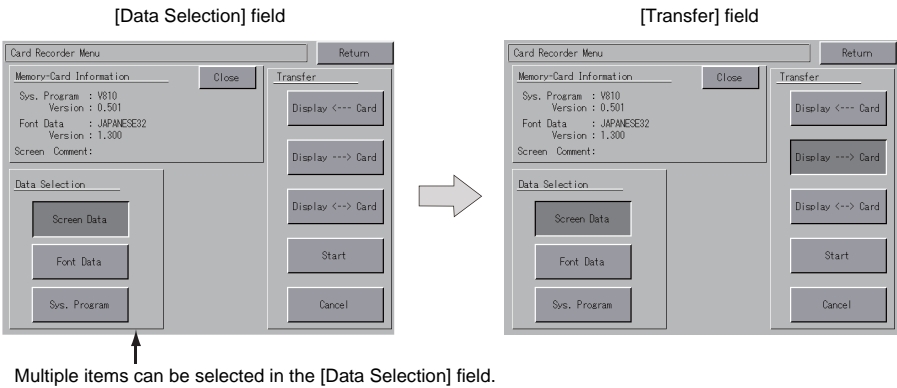 [Data Selection] field
Card Recorder Menu
Return
Memory-Card Information
Close
Sys. Program : V810
Version : 0.501
Font Data : JAPANESE32
Version : 1.300
Screen Comment:
Transfer
Display <--- Card
Display ---> Card
Display <--> Card
Start
Cancel
Data Selection
Screen Data
Font Data
Sys. Program
[Transfer] field
Card Recorder Menu
Return
Memory-Card Information
Close
Sys. Program : V810
Version : 0.501
Font Data : JAPANESE32
Version : 1.300
Screen Comment:
Transfer
Display <--- Card
Display ---> Card
Display <--> Card
Start
Cancel
Data Selection
Screen Data
Font Data
Sys. Program
Multiple items can be selected in the [Data Selection] field.